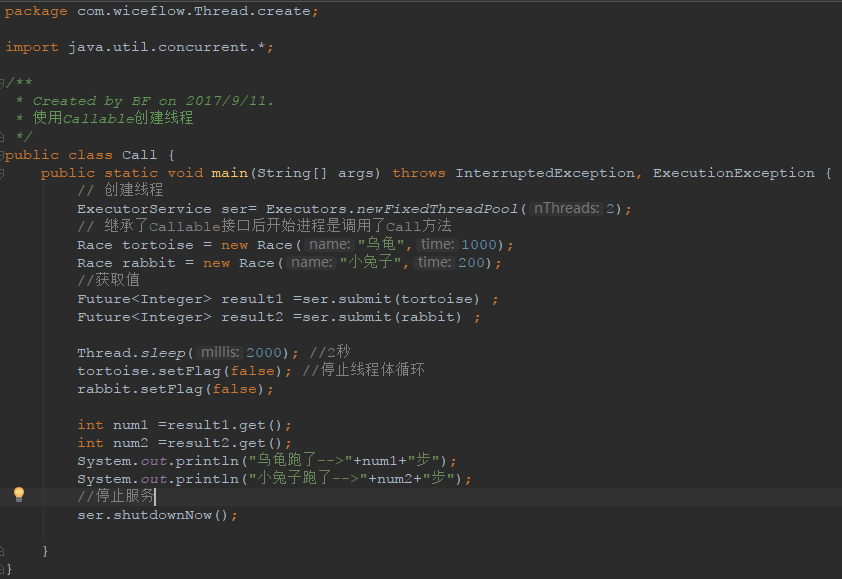 package com.wiceflow.Thread.create;
import java.util.concurrent.*;
/**
* Created by BF on 2017/9/11.
* 使用Callable创建线程
*/
public class Call {
public static void main(String[] args) throws InterruptedException, ExecutionException {
// 创建线程
ExecutorService ser= Executors.newFixedThreadPool( nThreads: 2);
// 继承了Callable接口后开始进程是调用了Call方法
Race tortoise = new Race( name: "乌龟", time: 1000);
Race rabbit = new Race( name: "小兔子", time: 200);
//获取值
Future<Integer> result1 =ser.submit(tortoise) ;
Future<Integer> result2 =ser.submit(rabbit) ;
Thread.sleep( millis: 2000); //2秒
tortoise.setFlag(false); //停止线程体循环
rabbit.setFlag(false);
int num1 =result1.get();
int num2 =result2.get();
System.out.println("乌龟跑了-->"+num1+"步");
System.out.println("小兔子跑了-->"+num2+"步");
//停止服务
ser.shutdownNow();
}
}